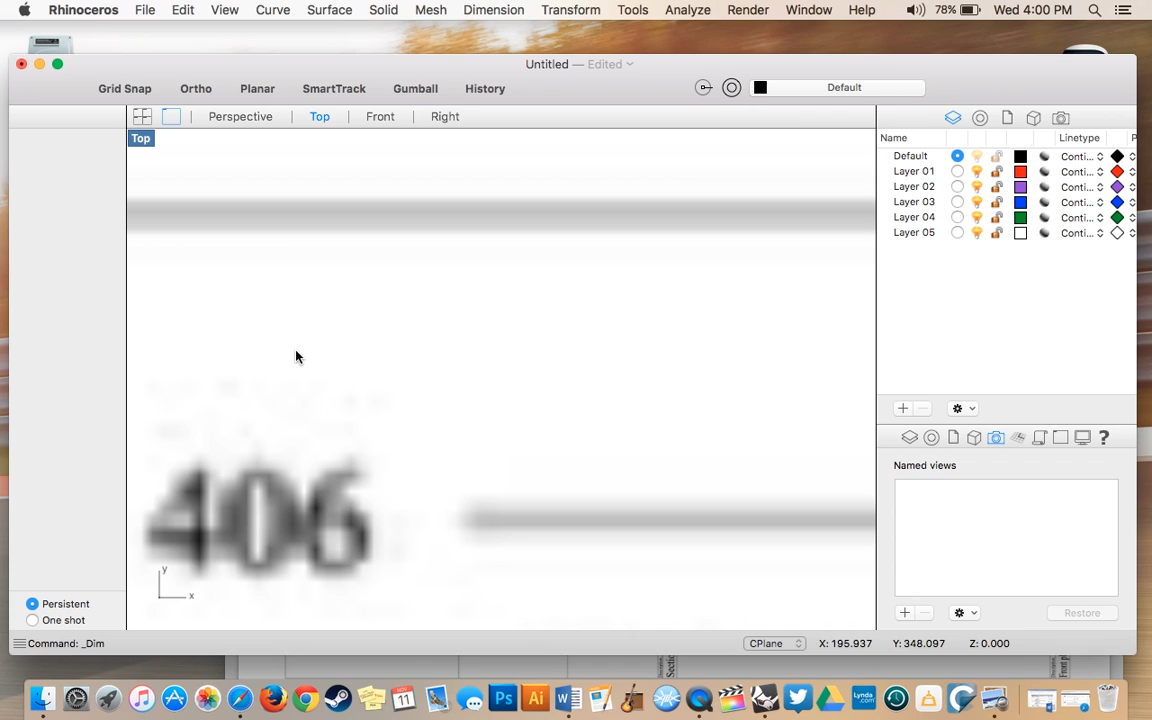 Rhinoceros File Edit View Curve Surface Solid Mesh Dimension Transform Tools Analyze Render Window Help 78% Wed 4:00 PM
Untitled — Edited
Grid Snap Ortho Planar SmartTrack Gumball History Default
Perspective Top Front Right
Top
Name Linetype P
Default Conti...
Layer 01 Conti...
Layer 02 Conti...
Layer 03 Conti...
Layer 04 Conti...
Layer 05 Conti...
Named views
406
y
x
Persistent
One shot
Restore
Command: _Dim CPlane X: 195.937 Y: 348.097 Z: 0.000